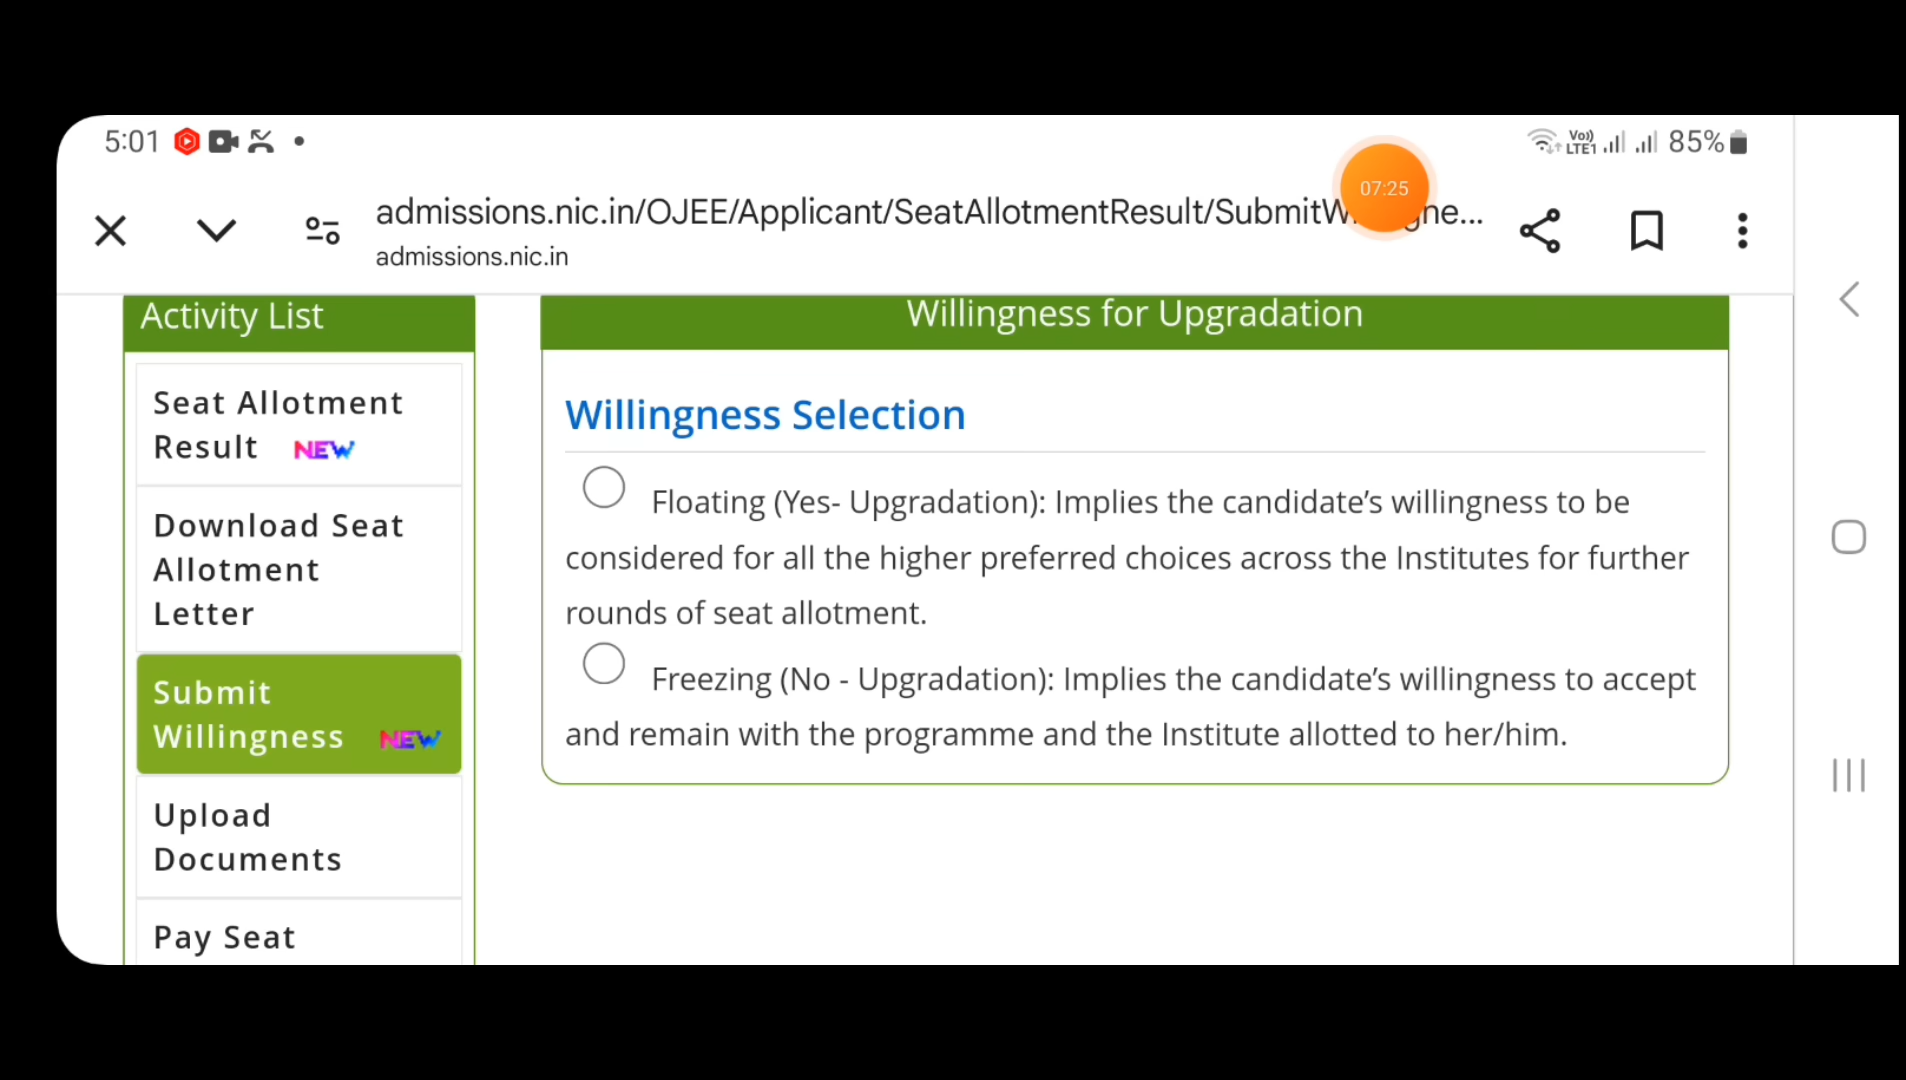 5:01
Vo))
LTE1
85%
07:25
admissions.nic.in/OJEE/Applicant/SeatAllotmentResult/SubmitW gne...
admissions.nic.in
Activity List
Seat Allotment
Result NEW
Download Seat
Allotment
Letter
Submit
Willingness NEW
Upload
Documents
Pay Seat
Willingness for Upgradation
Willingness Selection
Floating (Yes- Upgradation): Implies the candidate’s willingness to be
considered for all the higher preferred choices across the Institutes for further
rounds of seat allotment.
Freezing (No - Upgradation): Implies the candidate’s willingness to accept
and remain with the programme and the Institute allotted to her/him.